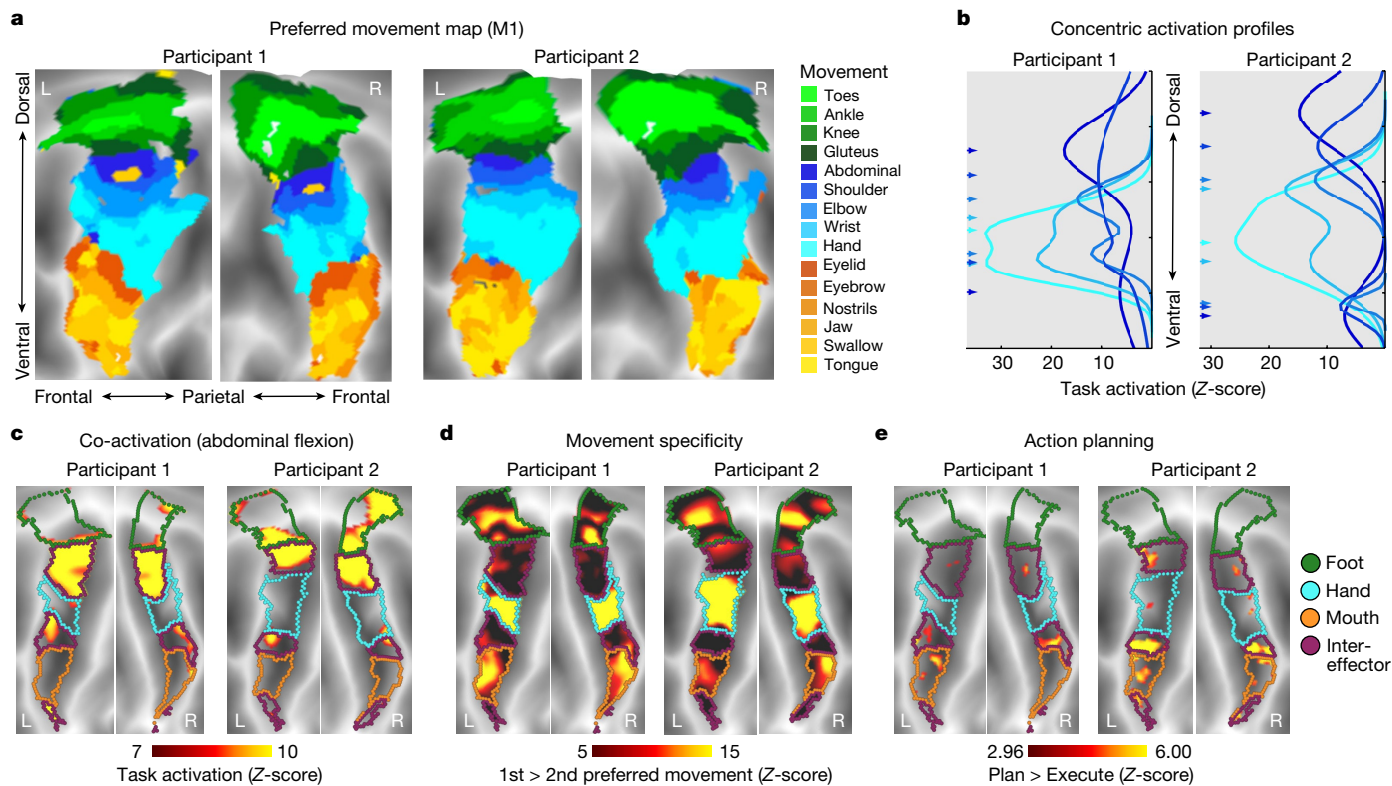 a
Preferred movement map (M1)
Participant 1
Participant 2
L
R
Dorsal
Ventral
Frontal
Parietal
Frontal
Movement
Toes
Ankle
Knee
Gluteus
Abdominal
Shoulder
Elbow
Wrist
Hand
Eyelid
Eyebrow
Nostrils
Jaw
Swallow
Tongue
b
Concentric activation profiles
Participant 1
Participant 2
Dorsal
Ventral
30 20 10
30 20 10
Task activation (Z-score)
c
Co-activation (abdominal flexion)
Participant 1
Participant 2
L
R
7 10
Task activation (Z-score)
d
Movement specificity
Participant 1
Participant 2
L
R
5 15
1st > 2nd preferred movement (Z-score)
e
Action planning
Participant 1
Participant 2
L
R
2.96 6.00
Plan > Execute (Z-score)
Foot
Hand
Mouth
Inter-
effector